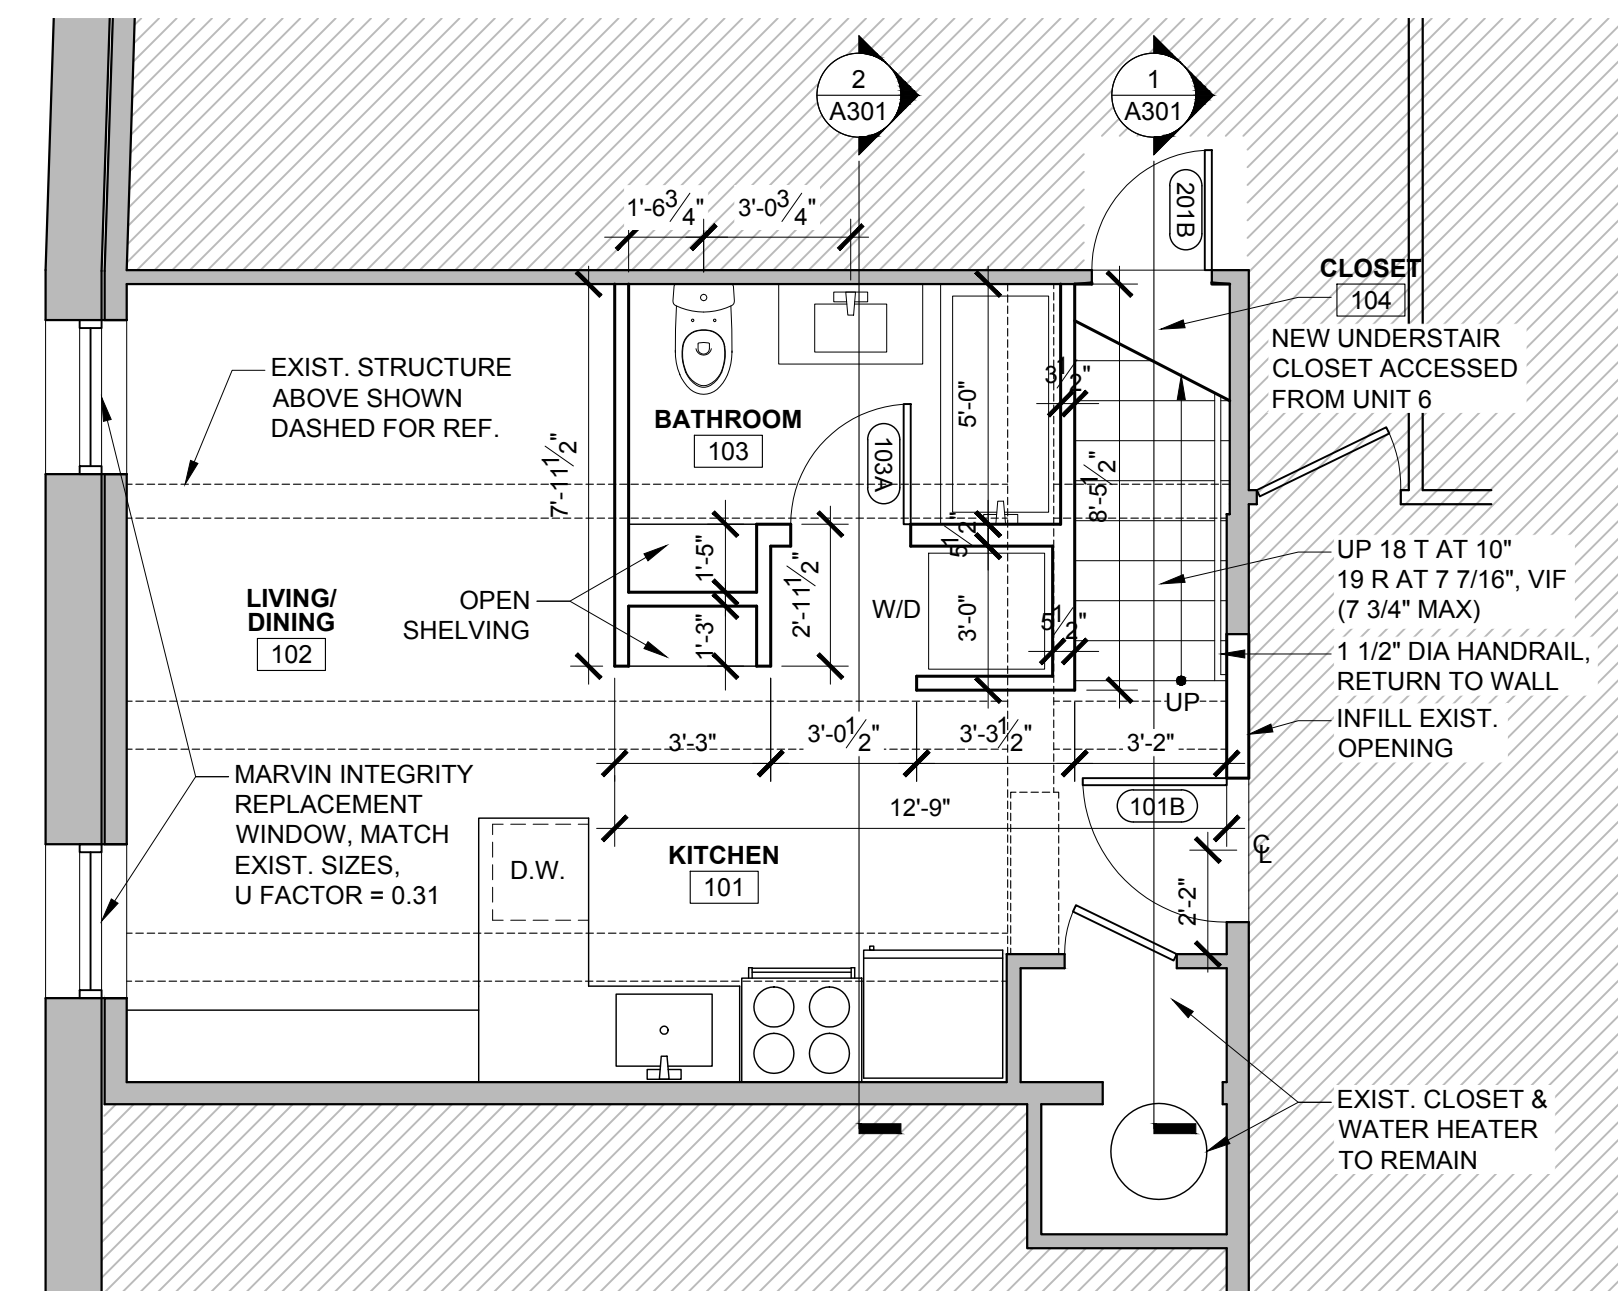 2
A301
1
A301
201B
1'-6 3/4"
3'-0 3/4"
CLOSET
104
NEW UNDERSTAIR
CLOSET ACCESSED
FROM UNIT 6
EXIST. STRUCTURE
ABOVE SHOWN
DASHED FOR REF.
BATHROOM
103
103A
5'-0"
3 1/2"
7'-11 1/2"
8'-5 1/2"
5 1/2"
1'-5"
2'-11 1/2"
UP 18 T AT 10"
19 R AT 7 7/16", VIF
(7 3/4" MAX)
LIVING/
DINING
102
OPEN
SHELVING
1'-3"
W/D
3'-0"
5 1/2"
1 1/2" DIA HANDRAIL,
RETURN TO WALL
UP
INFILL EXIST.
OPENING
3'-3"
3'-0 1/2"
3'-3 1/2"
3'-2"
MARVIN INTEGRITY
REPLACEMENT
WINDOW, MATCH
EXIST. SIZES,
U FACTOR = 0.31
12'-9"
101B
CL
KITCHEN
101
D.W.
2'-2"
EXIST. CLOSET &
WATER HEATER
TO REMAIN